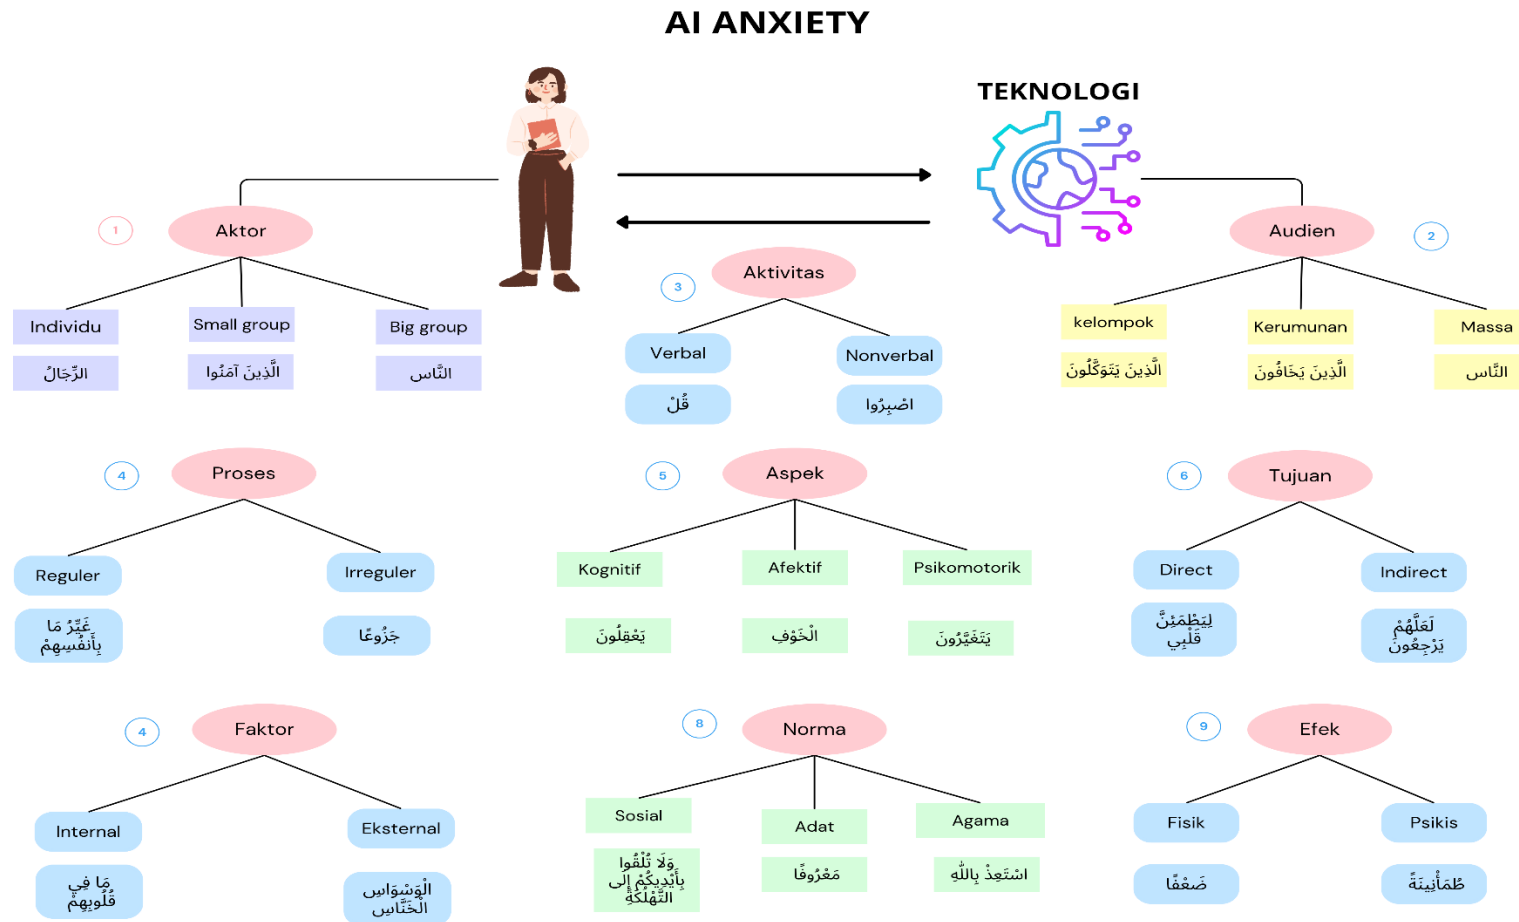 AI ANXIETY
TEKNOLOGI
1
Aktor
Individu
Small group
Big group
الرِّجَالُ
الَّذِينَ آمَنُوا
النَّاس
2
Audien
kelompok
Kerumunan
Massa
الَّذِينَ يَتَوَكَّلُونَ
الَّذِينَ يَخَافُونَ
النَّاس
3
Aktivitas
Verbal
Nonverbal
قُلْ
اصْبِرُوا
4
Proses
Reguler
Irreguler
غَيِّرُ مَا
بِأَنفُسِهِمْ
جَزُوعًا
5
Aspek
Kognitif
Afektif
Psikomotorik
يَعْقِلُونَ
الْخَوْفِ
يَتَغَيَّرُونَ
6
Tujuan
Direct
Indirect
لِيَطْمَئِنَّ
قَلْبِي
لَعَلَّهُمْ
يَرْجِعُونَ
4
Faktor
Internal
Eksternal
مَا فِي
قُلُوبِهِمْ
الْوَسْوَاسِ
الْخَنَّاسِ
8
Norma
Sosial
Adat
Agama
وَلَا تُلْقُوا
بِأَيْدِيكُمْ إِلَى
التَّهْلُكَةِ
مَعْرُوفًا
اسْتَعِذْ بِاللَّهِ
9
Efek
Fisik
Psikis
ضَعْفًا
طُمَأْنِينَةً